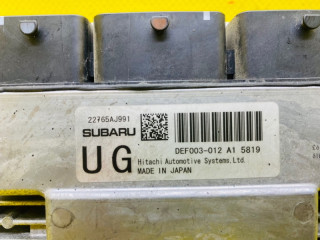 22765AJ991
SUBARU
UG
DEF003-012 A1 5819
Hitachi Automotive Systems,Ltd.
MADE IN JAPAN